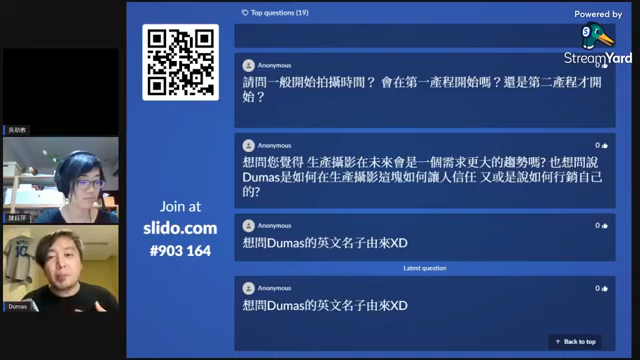 Top questions (19)
Powered by
StreamYard
Anonymous
0
請問一般開始拍攝時間? 會在第一產程開始嗎?還是第二產程才開
始?
Anonymous
0
想問您覺得 生產攝影在未來會是一個需求更大的趨勢嗎? 也想問說
Dumas是如何在生產攝影這塊如何讓人信任 又或是說如何行銷自己
的?
Anonymous
0
想問Dumas的英文名子由來XD
Latest question
Anonymous
0
想問Dumas的英文名子由來XD
Back to top
Join at
slido.com
#903 164
吳助教
陳鈺萍
Dumas